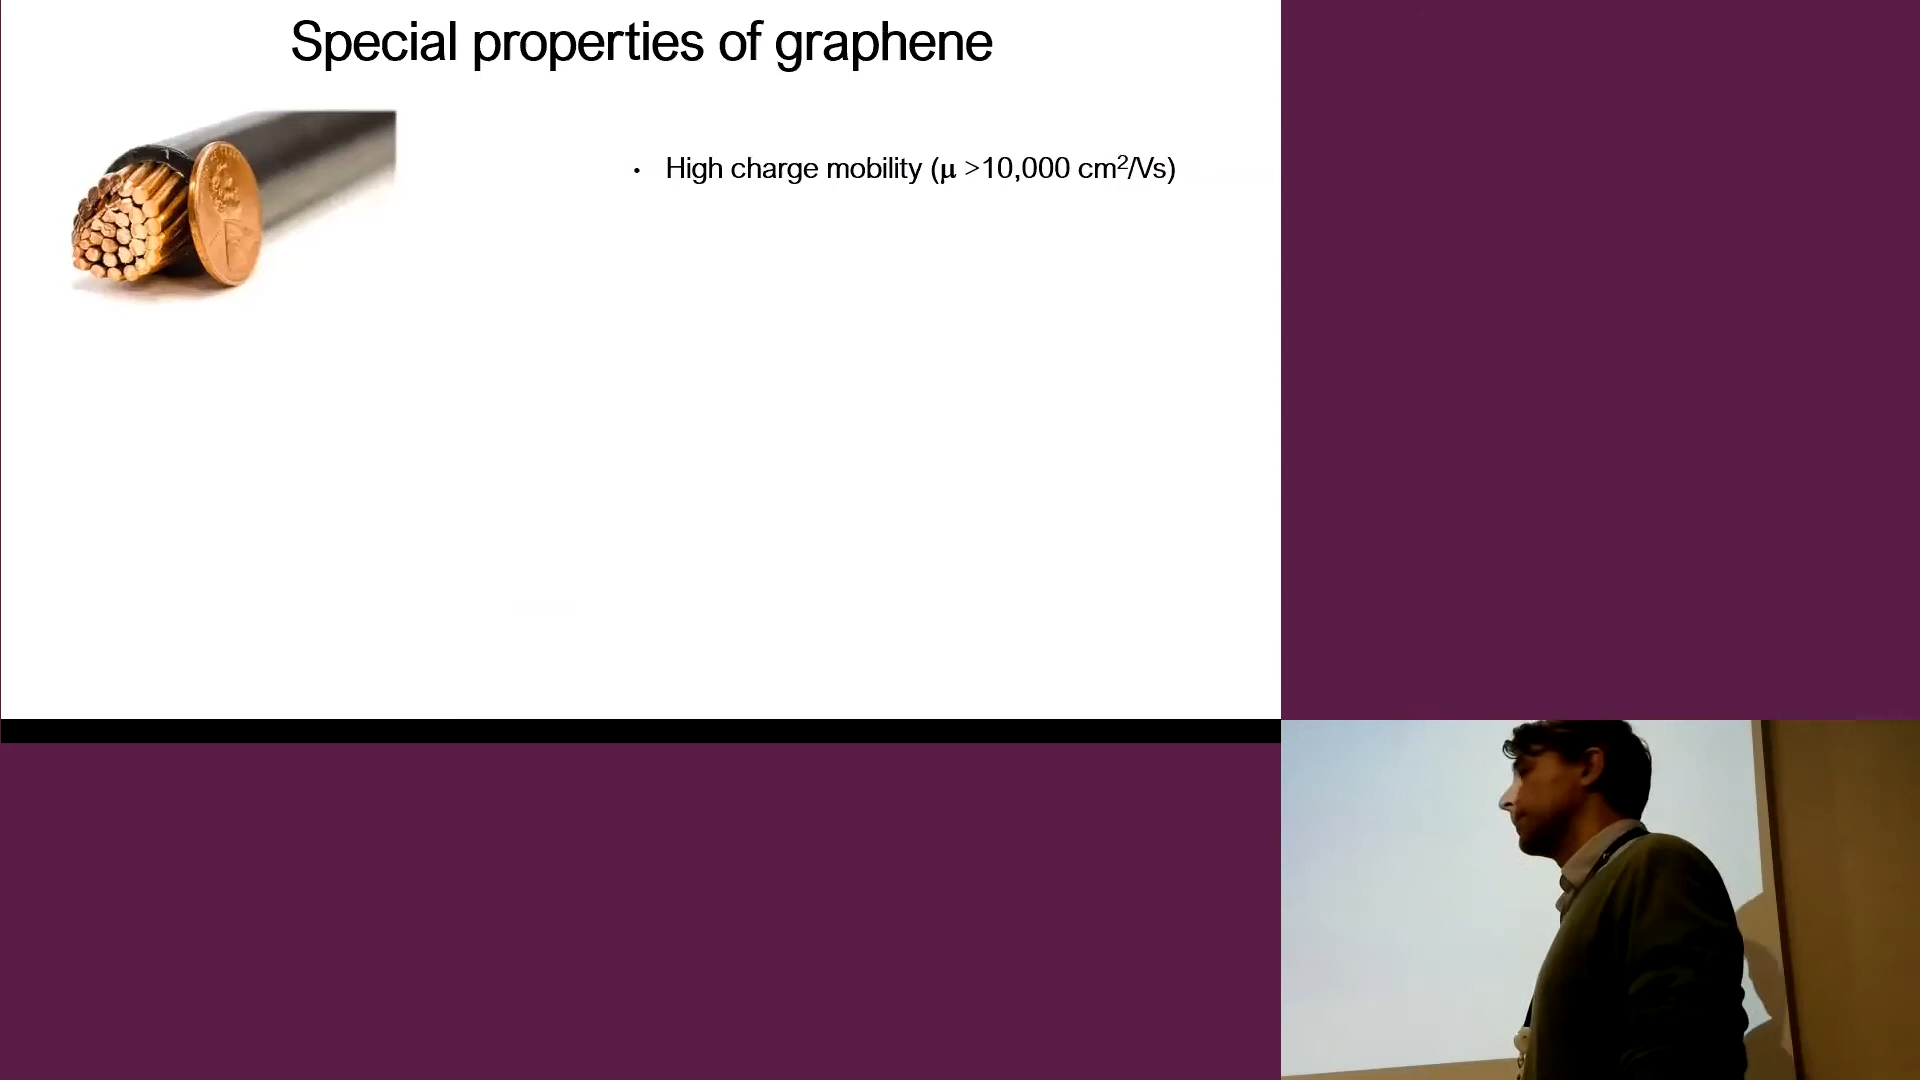 Special properties of graphene
• High charge mobility (μ >10,000 cm²/Vs)